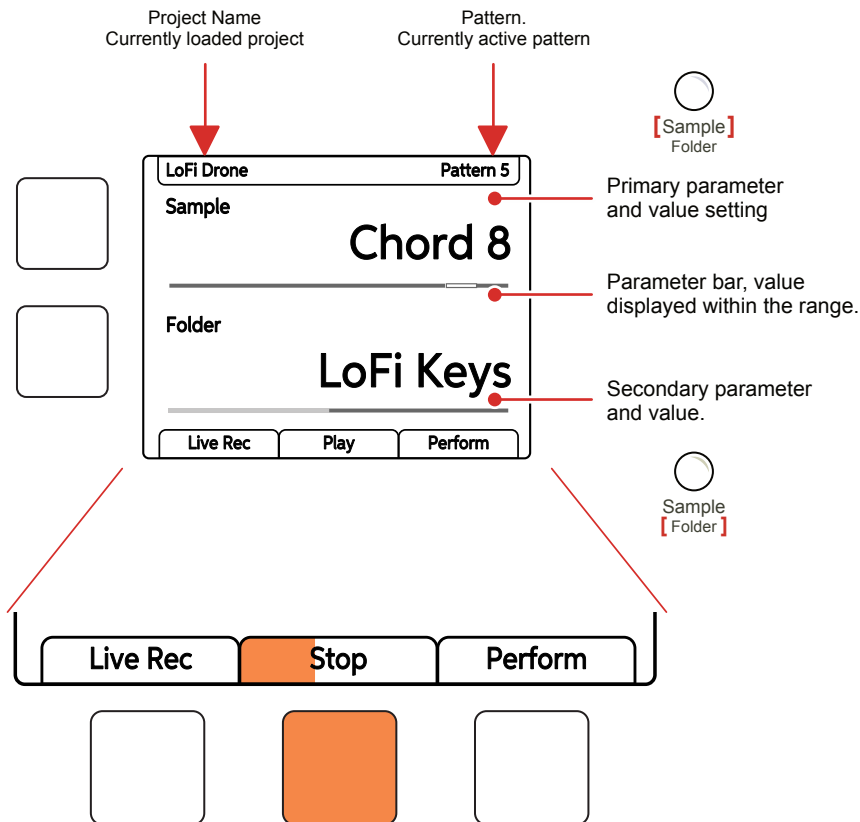 Project Name
Currently loaded project
Pattern.
Currently active pattern
[Sample]
Folder
LoFi Drone
Pattern 5
Sample
Chord 8
Primary parameter
and value setting
Parameter bar, value
displayed within the range.
Folder
LoFi Keys
Secondary parameter
and value.
Live Rec
Play
Perform
Sample
[Folder]
Live Rec
Stop
Perform